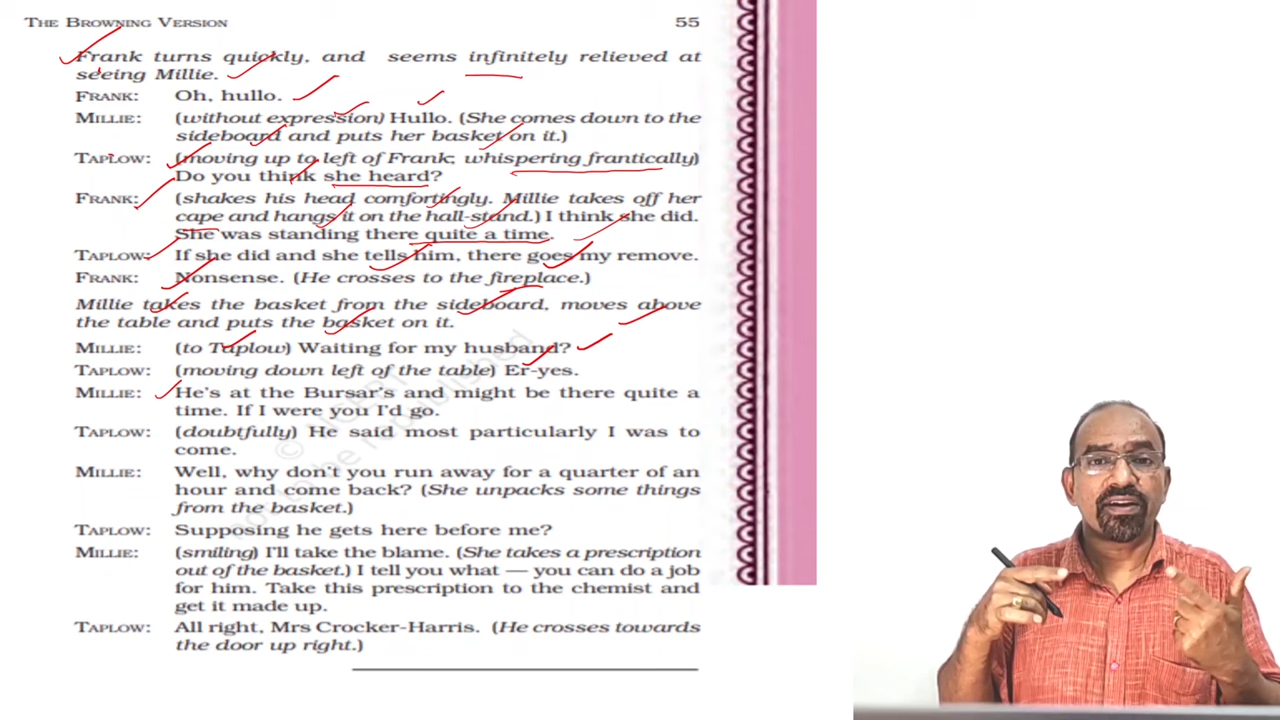 THE BROWNING VERSION 55
Frank turns quickly, and seems infinitely relieved at
seeing Millie.
FRANK: Oh, hullo.
MILLIE: (without expression) Hullo. (She comes down to the
sideboard and puts her basket on it.)
TAPLOW: (moving up to left of Frank; whispering frantically)
Do you think she heard?
FRANK: (shakes his head comfortingly. Millie takes off her
cape and hangs it on the hall-stand.) I think she did.
She was standing there quite a time.
TAPLOW: If she did and she tells him, there goes my remove.
FRANK: Nonsense. (He crosses to the fireplace.)
Millie takes the basket from the sideboard, moves above
the table and puts the basket on it.
MILLIE: (to Taplow) Waiting for my husband?
TAPLOW: (moving down left of the table) Er-yes.
MILLIE: He's at the Bursar's and might be there quite a
time. If I were you I'd go.
TAPLOW: (doubtfully) He said most particularly I was to
come.
MILLIE: Well, why don't you run away for a quarter of an
hour and come back? (She unpacks some things
from the basket.)
TAPLOW: Supposing he gets here before me?
MILLIE: (smiling) I'll take the blame. (She takes a prescription
out of the basket.) I tell you what — you can do a job
for him. Take this prescription to the chemist and
get it made up.
TAPLOW: All right, Mrs Crocker-Harris. (He crosses towards
the door up right.)
© NCERT
not to be republished